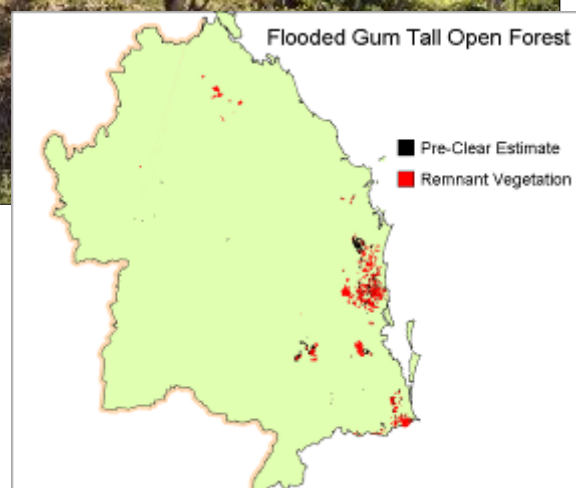 Flooded Gum Tall Open Forest
Pre-Clear Estimate
Remnant Vegetation